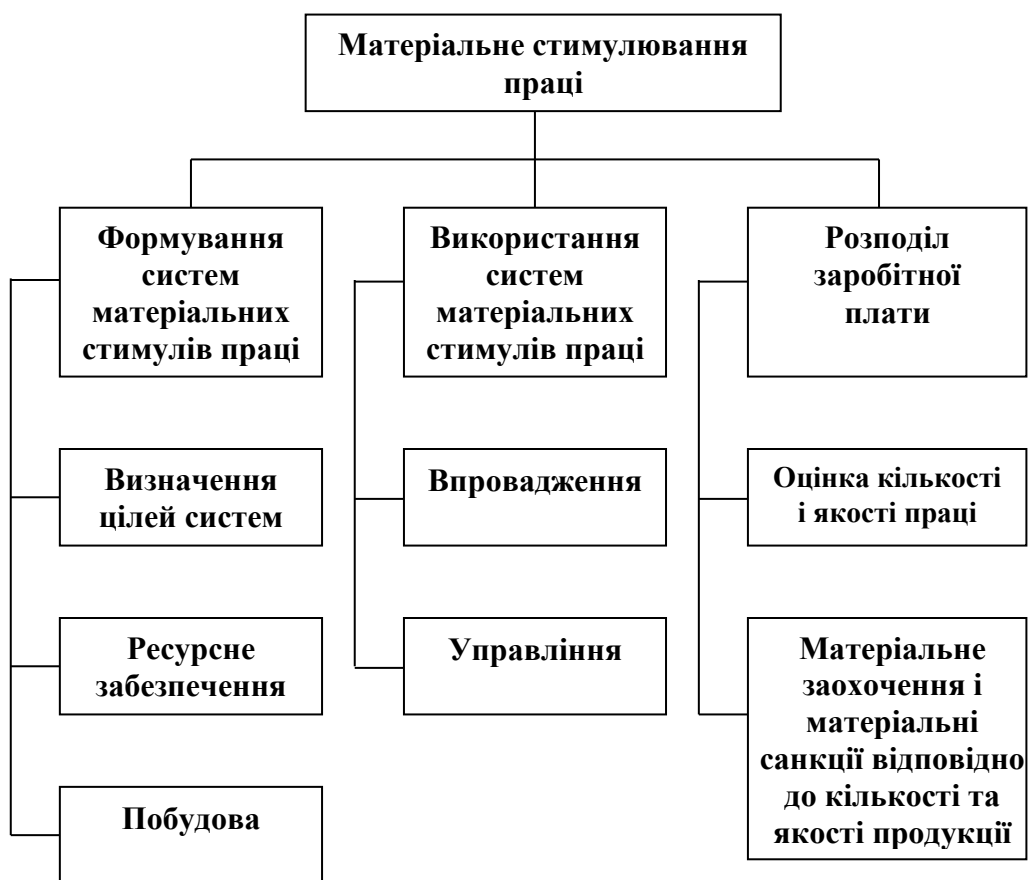 Матеріальне стимулювання
праці
Формування
систем
матеріальних
стимулів праці
Використання
систем
матеріальних
стимулів праці
Розподіл
заробітної
плати
Визначення
цілей систем
Впровадження
Оцінка кількості
і якості праці
Ресурсне
забезпечення
Управління
Матеріальне
заохочення і
матеріальні
санкції відповідно
до кількості та
якості продукції
Побудова